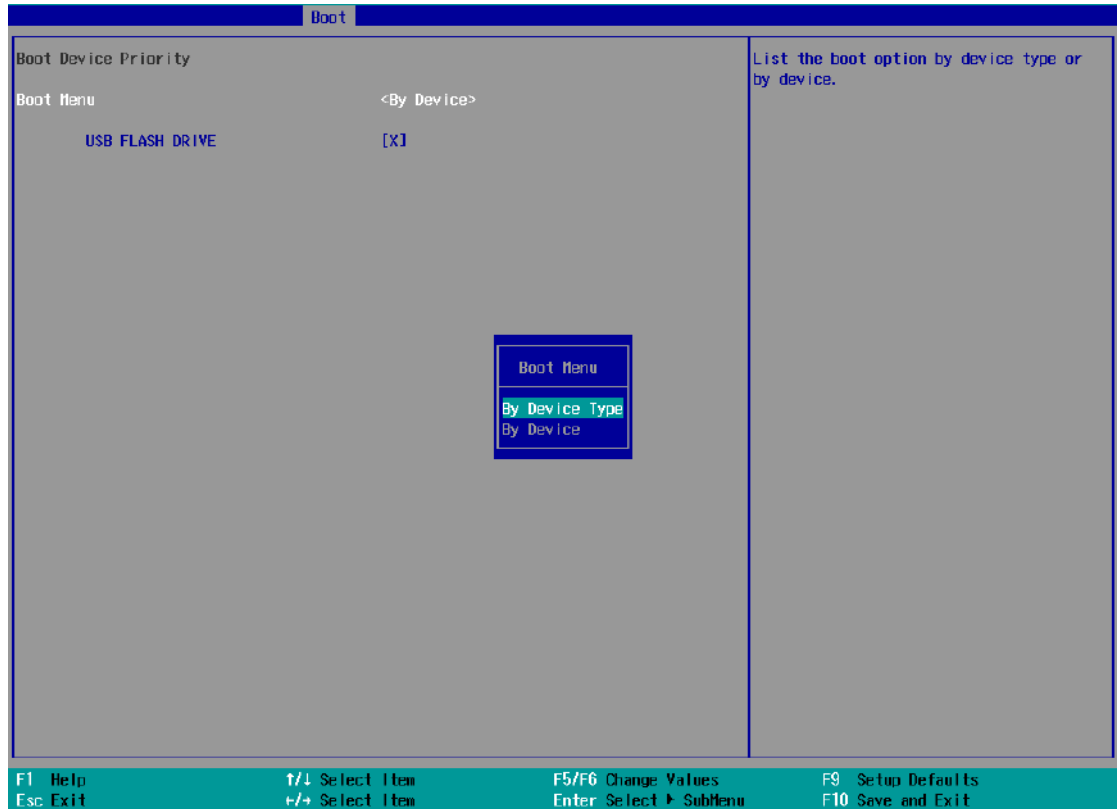 Boot
Boot Device Priority
Boot Menu <By Device>
USB FLASH DRIVE [X]
List the boot option by device type or
by device.
Boot Menu
By Device Type
By Device
F1 Help ↑/↓ Select Item F5/F6 Change Values F9 Setup Defaults
Esc Exit ←/→ Select Item Enter Select ▶ SubMenu F10 Save and Exit